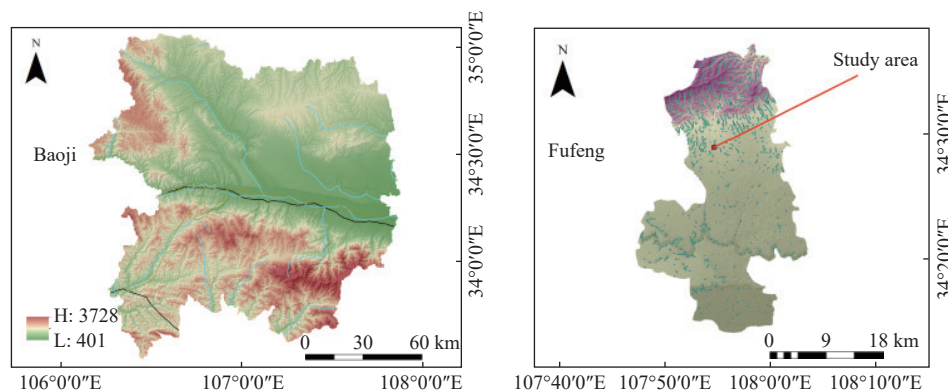 N
Baoji
H: 3728
L: 401
0 30 60 km
35°0′0″E
34°30′0″E
34°0′0″E
106°0′0″E 107°0′0″E 108°0′0″E
N
Study area
Fufeng
34°30′0″E
34°20′0″E
0 9 18 km
107°40′0″E 107°50′0″E 108°0′0″E 108°10′0″E